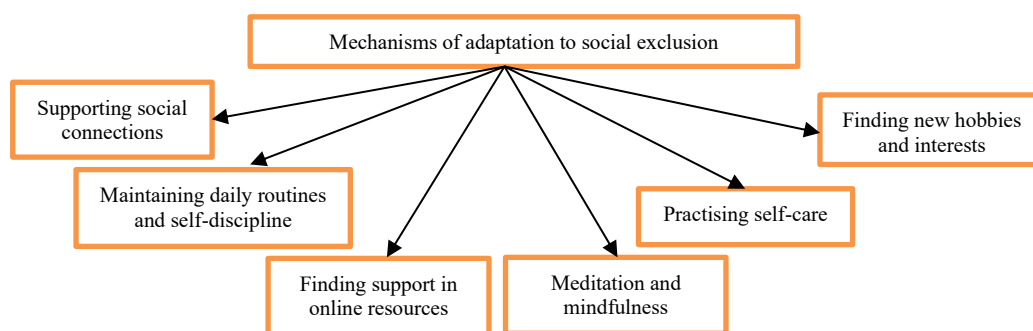 Mechanisms of adaptation to social exclusion
Supporting social
connections
Maintaining daily routines
and self-discipline
Finding support in
online resources
Meditation and
mindfulness
Practising self-care
Finding new hobbies
and interests